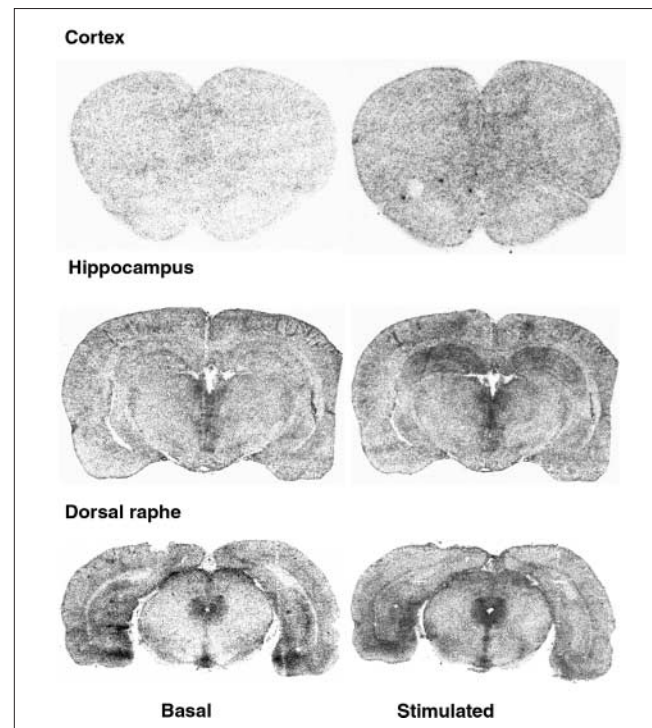 Cortex
Hippocampus
Dorsal raphe
Basal
Stimulated